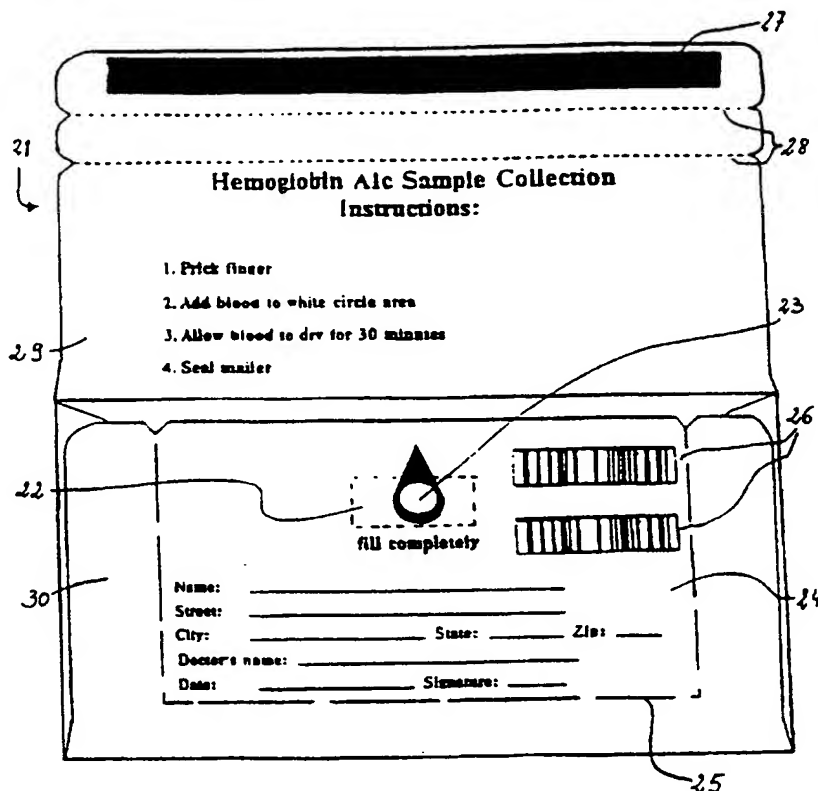 27
28
21
Hemoglobin A1c Sample Collection
Instructions:
1. Prick finger
2. Add blood to white circle area
3. Allow blood to dry for 30 minutes
4. Seal mailer
23
29
26
22
fill completely
30
24
Name:
Street:
City: State: Zip:
Doctor's name:
Date: Signature:
25